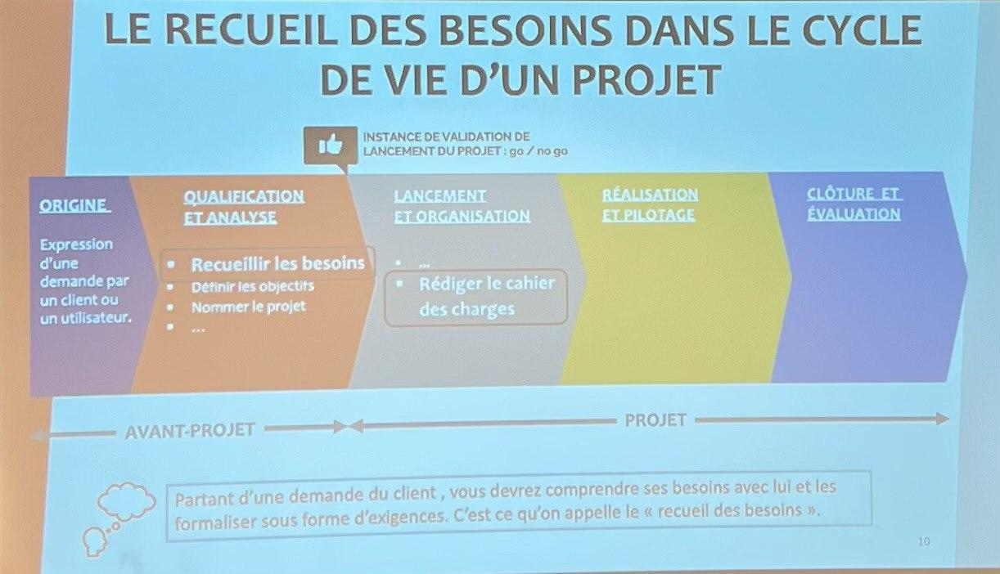 LE RECUEIL DES BESOINS DANS LE CYCLE
DE VIE D'UN PROJET
INSTANCE DE VALIDATION DE
LANCEMENT DU PROJET : go / no go
ORIGINE
Expression
d'une
demande par
un client ou
un utilisateur.
QUALIFICATION
ET ANALYSE
▪ Recueillir les besoins
▪ Définir les objectifs
▪ Nommer le projet
▪ ...
LANCEMENT
ET ORGANISATION
▪ ...
▪ Rédiger le cahier
des charges
RÉALISATION
ET PILOTAGE
CLÔTURE ET
ÉVALUATION
AVANT-PROJET
PROJET
Partant d'une demande du client , vous devrez comprendre ses besoins avec lui et les
formaliser sous forme d'exigences. C'est ce qu'on appelle le « recueil des besoins ».
10